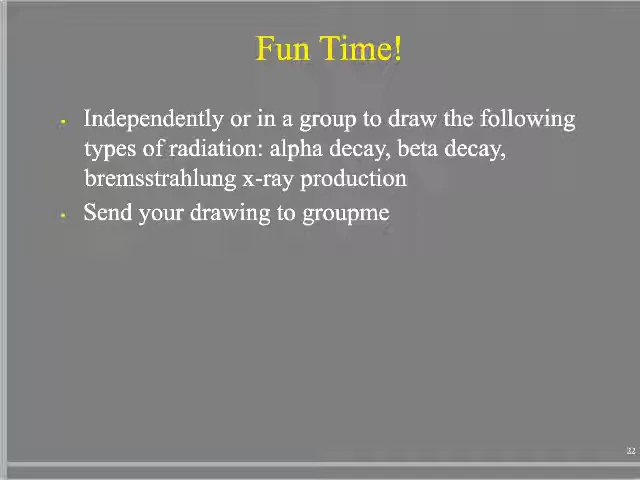 Fun Time!
Independently or in a group to draw the following
types of radiation: alpha decay, beta decay,
bremsstrahlung x-ray production
Send your drawing to groupme
22